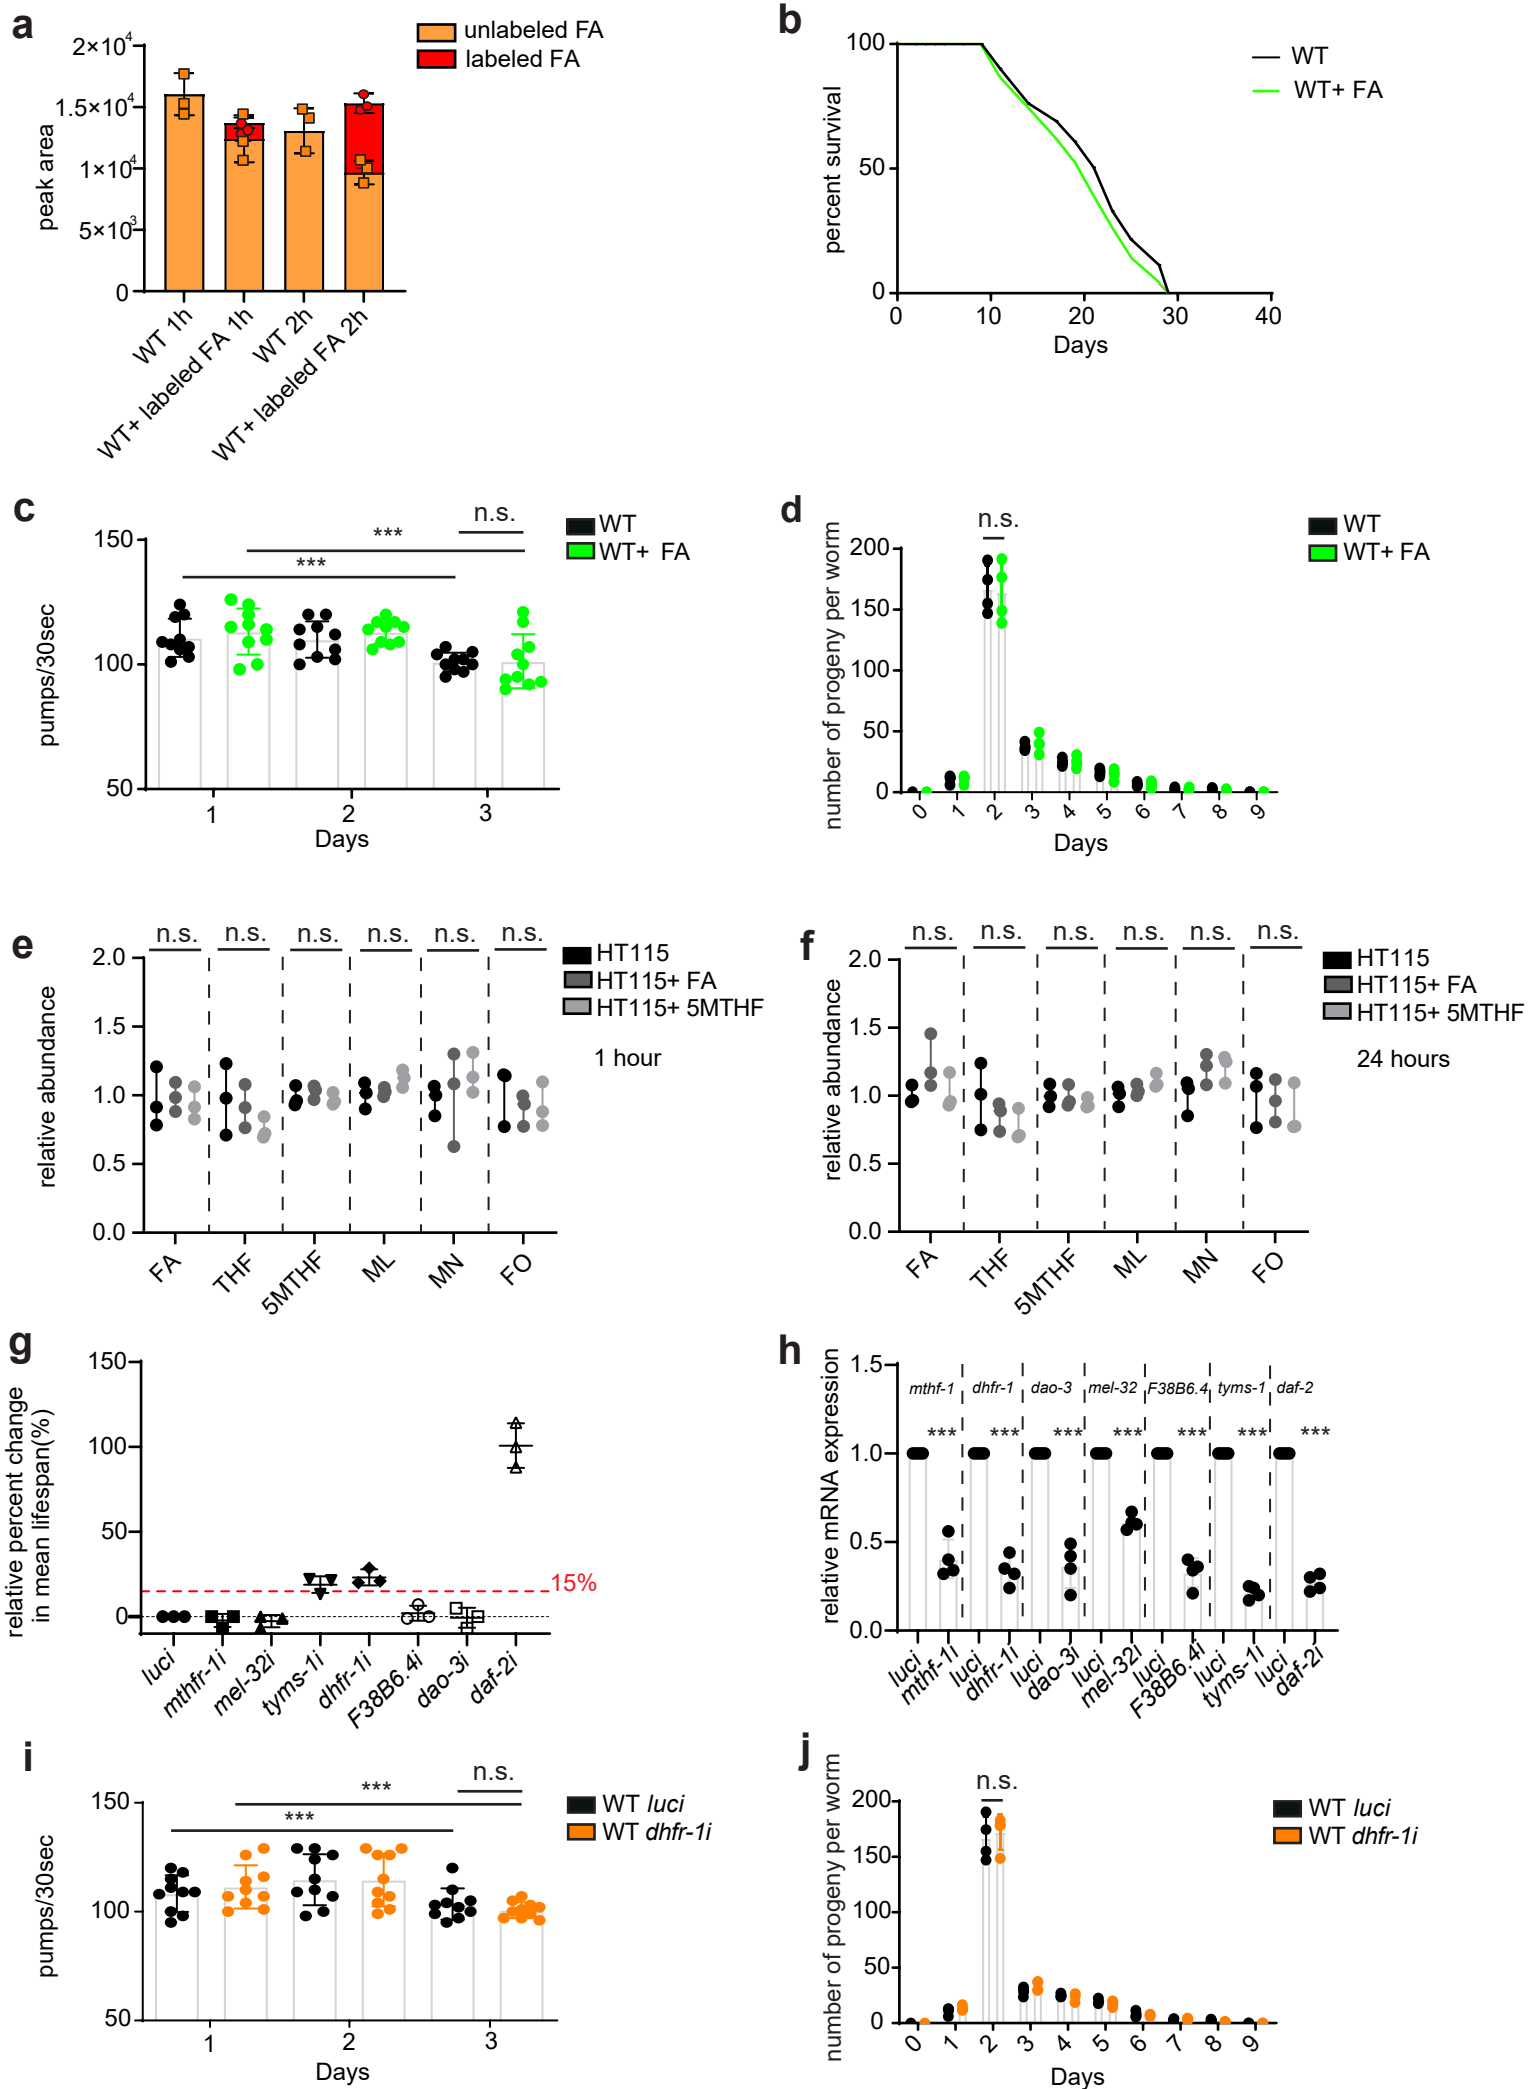 a
unlabeled FA
labeled FA
2×10⁴
1.5×10⁴
1×10⁴
5×10³
0
peak area
WT 1h
WT+ labeled FA 1h
WT 2h
WT+ labeled FA 2h
b
WT
WT+ FA
100
50
0
percent survival
0 10 20 30 40
Days
c
WT
WT+ FA
n.s.
***
***
150
100
50
pumps/30sec
1 2 3
Days
d
WT
WT+ FA
n.s.
200
150
100
50
0
number of progeny per worm
0 1 2 3 4 5 6 7 8 9
Days
e
n.s. n.s. n.s. n.s. n.s. n.s.
HT115
HT115+ FA
HT115+ 5MTHF
1 hour
2.0
1.5
1.0
0.5
0.0
relative abundance
FA THF 5MTHF ML MN FO
f
n.s. n.s. n.s. n.s. n.s. n.s.
HT115
HT115+ FA
HT115+ 5MTHF
24 hours
2.0
1.5
1.0
0.5
0.0
relative abundance
FA THF 5MTHF ML MN FO
g
150
100
50
0
15%
relative percent change
in mean lifespan(%)
luci mthfr-1i mel-32i tyms-1i dhfr-1i F38B6.4i dao-3i daf-2i
h
1.5
1.0
0.5
0.0
relative mRNA expression
mthf-1 dhfr-1 dao-3 mel-32 F38B6.4 tyms-1 daf-2
*** *** *** *** *** *** ***
luci mthf-1i luci dhfr-1i luci dao-3i luci mel-32i luci F38B6.4i luci tyms-1i luci daf-2i
i
WT luci
WT dhfr-1i
n.s.
***
***
150
100
50
pumps/30sec
1 2 3
Days
j
WT luci
WT dhfr-1i
n.s.
200
150
100
50
0
number of progeny per worm
0 1 2 3 4 5 6 7 8 9
Days